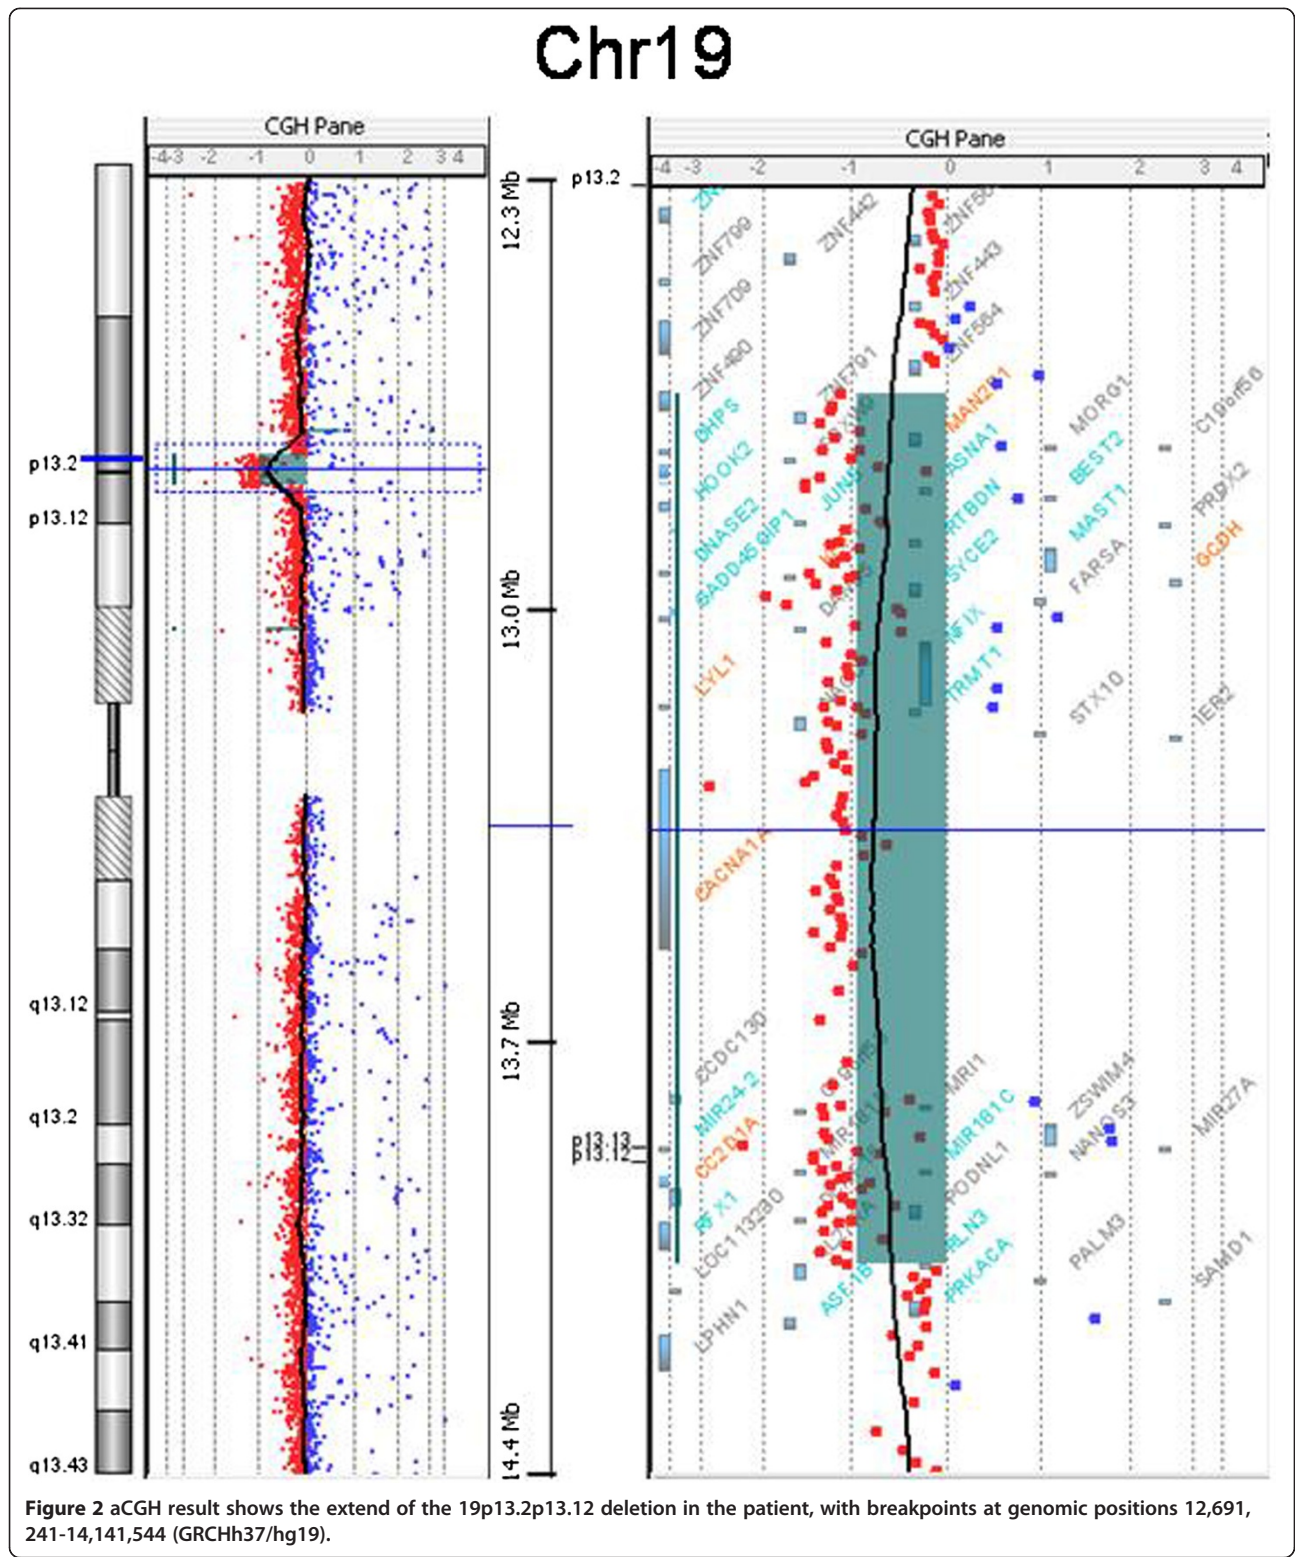 Chr19
CGH Pane
-4-3 -2 -1 0 1 2 3 4
p13.2
p13.12
q13.12
q13.2
q13.32
q13.41
q13.43
12.3 Mb
13.0 Mb
13.7 Mb
14.4 Mb
p13.2
p13.13
p13.12
CGH Pane
-4 -3 -2 -1 0 1 2 3 4
ZNF799
ZNF442
ZNF443
ZNF709
ZNF564
ZNF490
ZNF791
MAN2B1
MORG1
C19orf56
DHPS
ASNA1
BEST2
HOOK2
RTBDN
MAST1
PRDX2
DNASE2
SYCE2
FARSA
GCDH
GADD45GIP1
NFIX
LYL1
TRMT1
STX10
IER2
CACNA1A
CCDC130
MRI1
ZSWIM4
MIR24-2
MIR181C
NANOS3
MIR27A
CC2D1A
PODNL1
RFX1
RLN3
PALM3
LOC113230
ASF1B
PRKACA
SAMD1
LPHN1
Figure 2 aCGH result shows the extend of the 19p13.2p13.12 deletion in the patient, with breakpoints at genomic positions 12,691,
241-14,141,544 (GRCHh37/hg19).